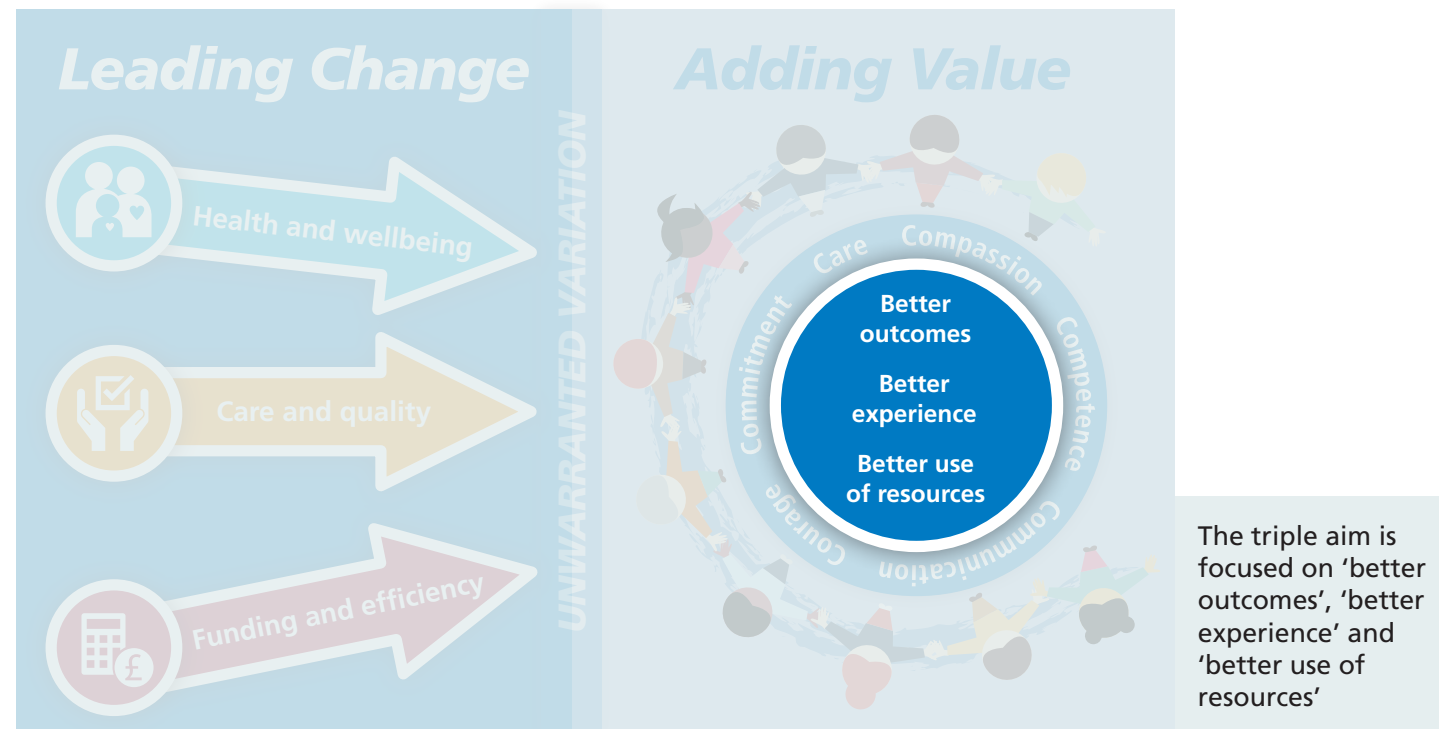 Leading Change
Adding Value
Health and wellbeing
Care and quality
Funding and efficiency
£
UNWARRANTED VARIATION
Care
Compassion
Competence
Communication
Courage
Commitment
Better
outcomes
Better
experience
Better use
of resources
The triple aim is
focused on ‘better
outcomes’, ‘better
experience’ and
‘better use of
resources’